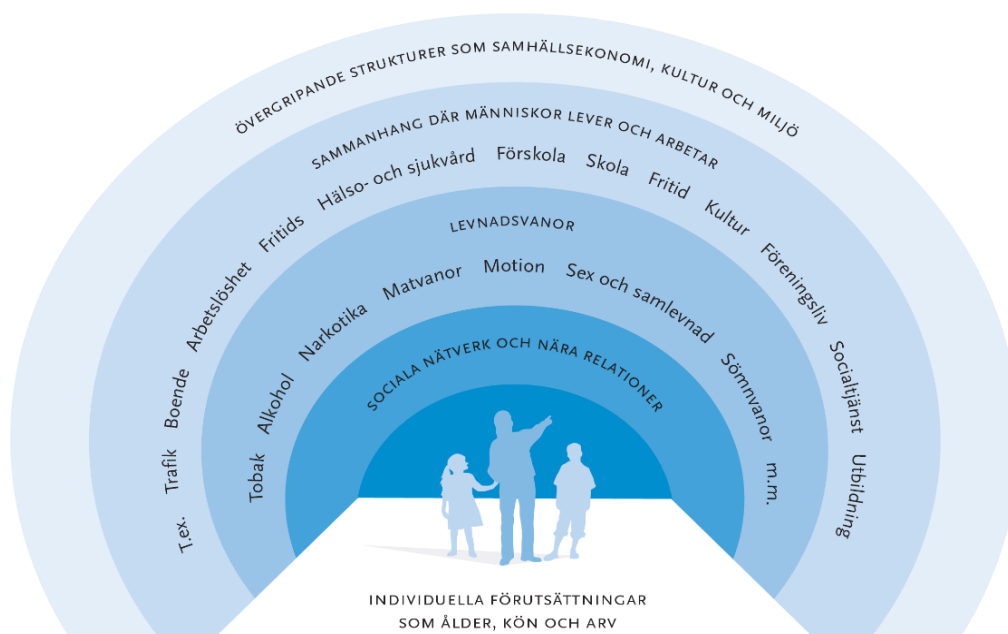 ÖVERGRIPANDE STRUKTURER SOM SAMHÄLLSEKONOMI, KULTUR OCH MILJÖ
SAMMANHANG DÄR MÄNNISKOR LEVER OCH ARBETAR
T.ex. Trafik Boende Arbetslöshet Fritids Hälso- och sjukvård Förskola Skola Fritid Kultur Föreningsliv Socialtjänst Utbildning
LEVNADSVANOR
Tobak Alkohol Narkotika Matvanor Motion Sex och samlevnad Sömnvanor m.m.
SOCIALA NÄTVERK OCH NÄRA RELATIONER
INDIVIDUELLA FÖRUTSÄTTNINGAR
SOM ÅLDER, KÖN OCH ARV